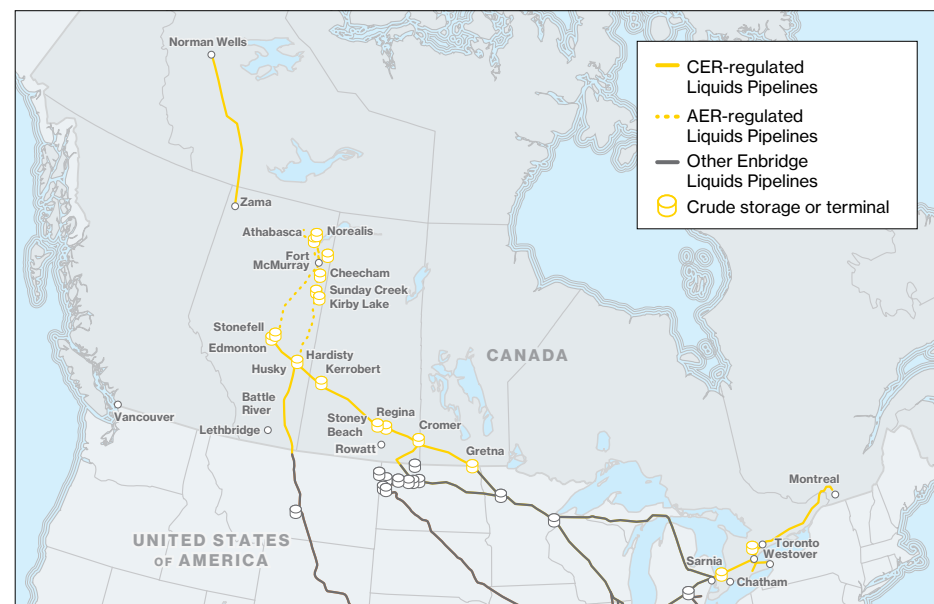 Norman Wells
CER-regulated
Liquids Pipelines
AER-regulated
Liquids Pipelines
Other Enbridge
Liquids Pipelines
Crude storage or terminal
Zama
Athabasca
Norealis
Fort
McMurray
Cheecham
Sunday Creek
Kirby Lake
Stonefell
Edmonton
Hardisty
Husky
Kerrobert
CANADA
Battle
River
Vancouver
Lethbridge
Stoney
Beach
Regina
Cromer
Rowatt
Gretna
Montreal
UNITED STATES
OF AMERICA
Toronto
Westover
Sarnia
Chatham